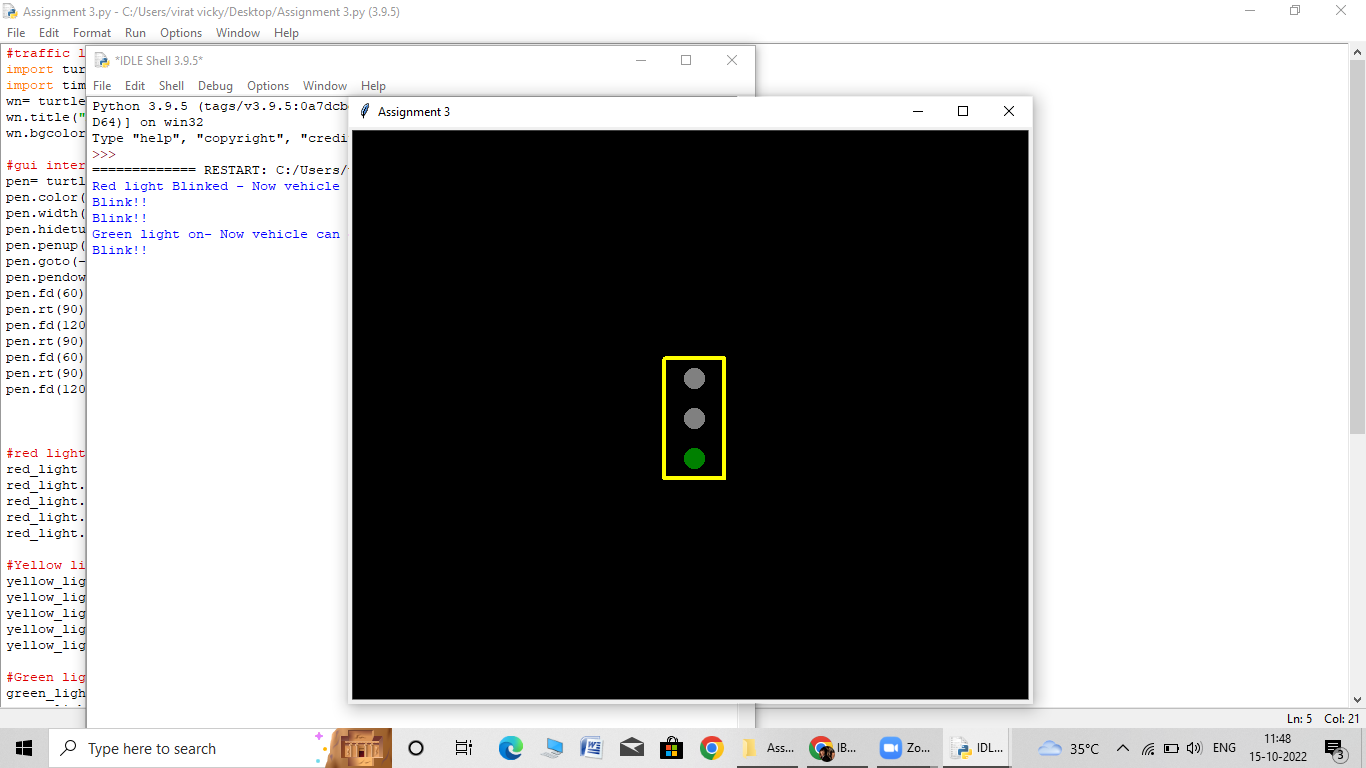 Assignment 3.py - C:/Users/virat vicky/Desktop/Assignment 3.py (3.9.5)
File Edit Format Run Options Window Help
#traffic l
import tur
import tim
wn= turtle
wn.title("
wn.bgcolor
#gui inter
pen= turtl
pen.color(
pen.width(
pen.hidetu
pen.penup(
pen.goto(-
pen.pendow
pen.fd(60)
pen.rt(90)
pen.fd(120
pen.rt(90)
pen.fd(60)
pen.rt(90)
pen.fd(120
#red light
red_light
red_light.
red_light.
red_light.
red_light.
#Yellow li
yellow_lig
yellow_lig
yellow_lig
yellow_lig
yellow_lig
#Green lig
green_ligh
*IDLE Shell 3.9.5*
File Edit Shell Debug Options Window Help
Python 3.9.5 (tags/v3.9.5:0a7dcb
D64)] on win32
Type "help", "copyright", "credi
>>>
============= RESTART: C:/Users/
Red light Blinked - Now vehicle
Blink!!
Blink!!
Green light on- Now vehicle can
Blink!!
Assignment 3
Ln: 5 Col: 21
Type here to search
Ass...
IB...
Zo...
IDL...
35°C
ENG
11:48
15-10-2022
3